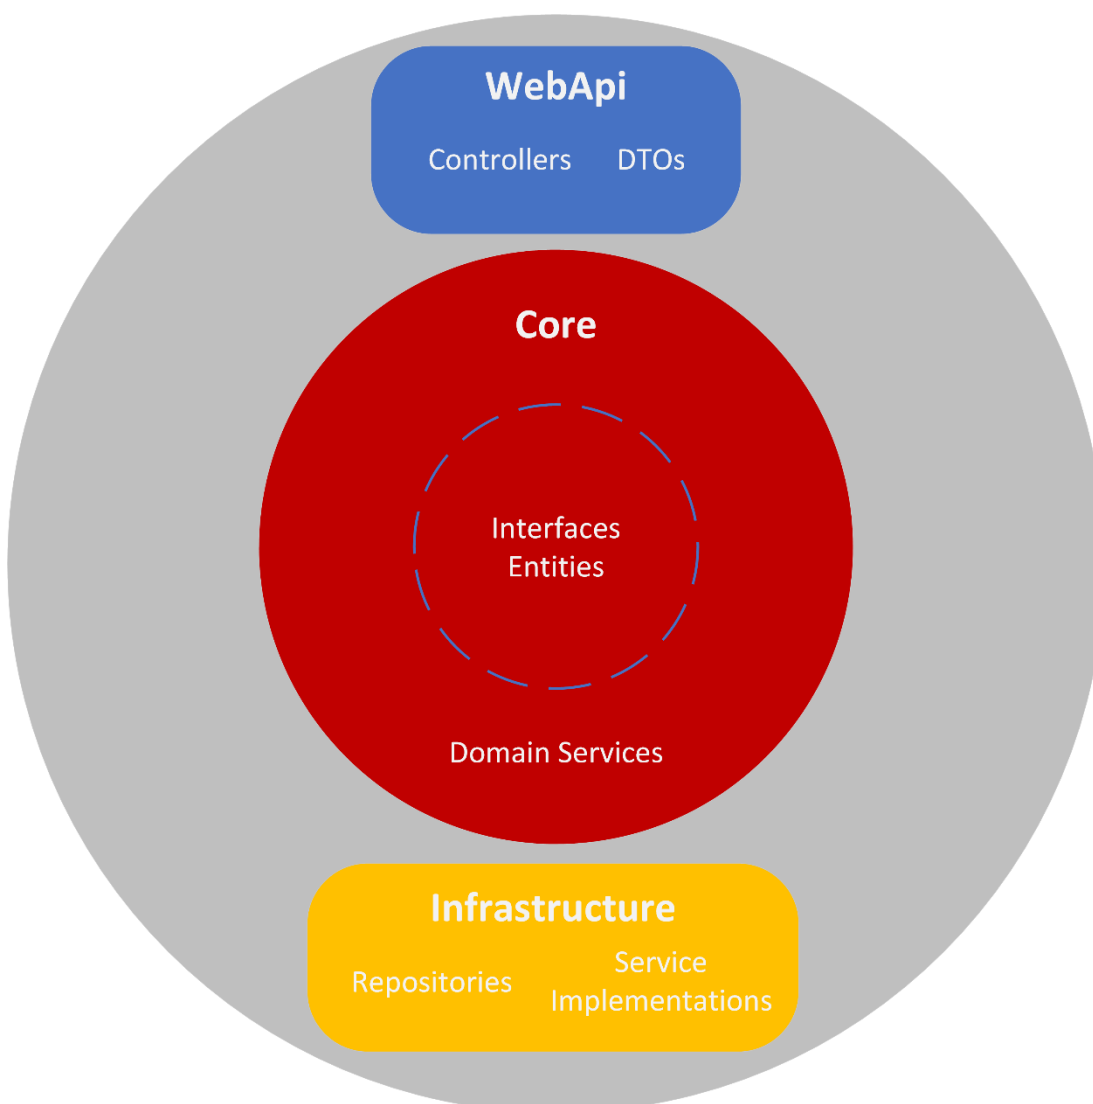 WebApi
Controllers DTOs
Core
Interfaces
Entities
Domain Services
Infrastructure
Repositories
Service
Implementations